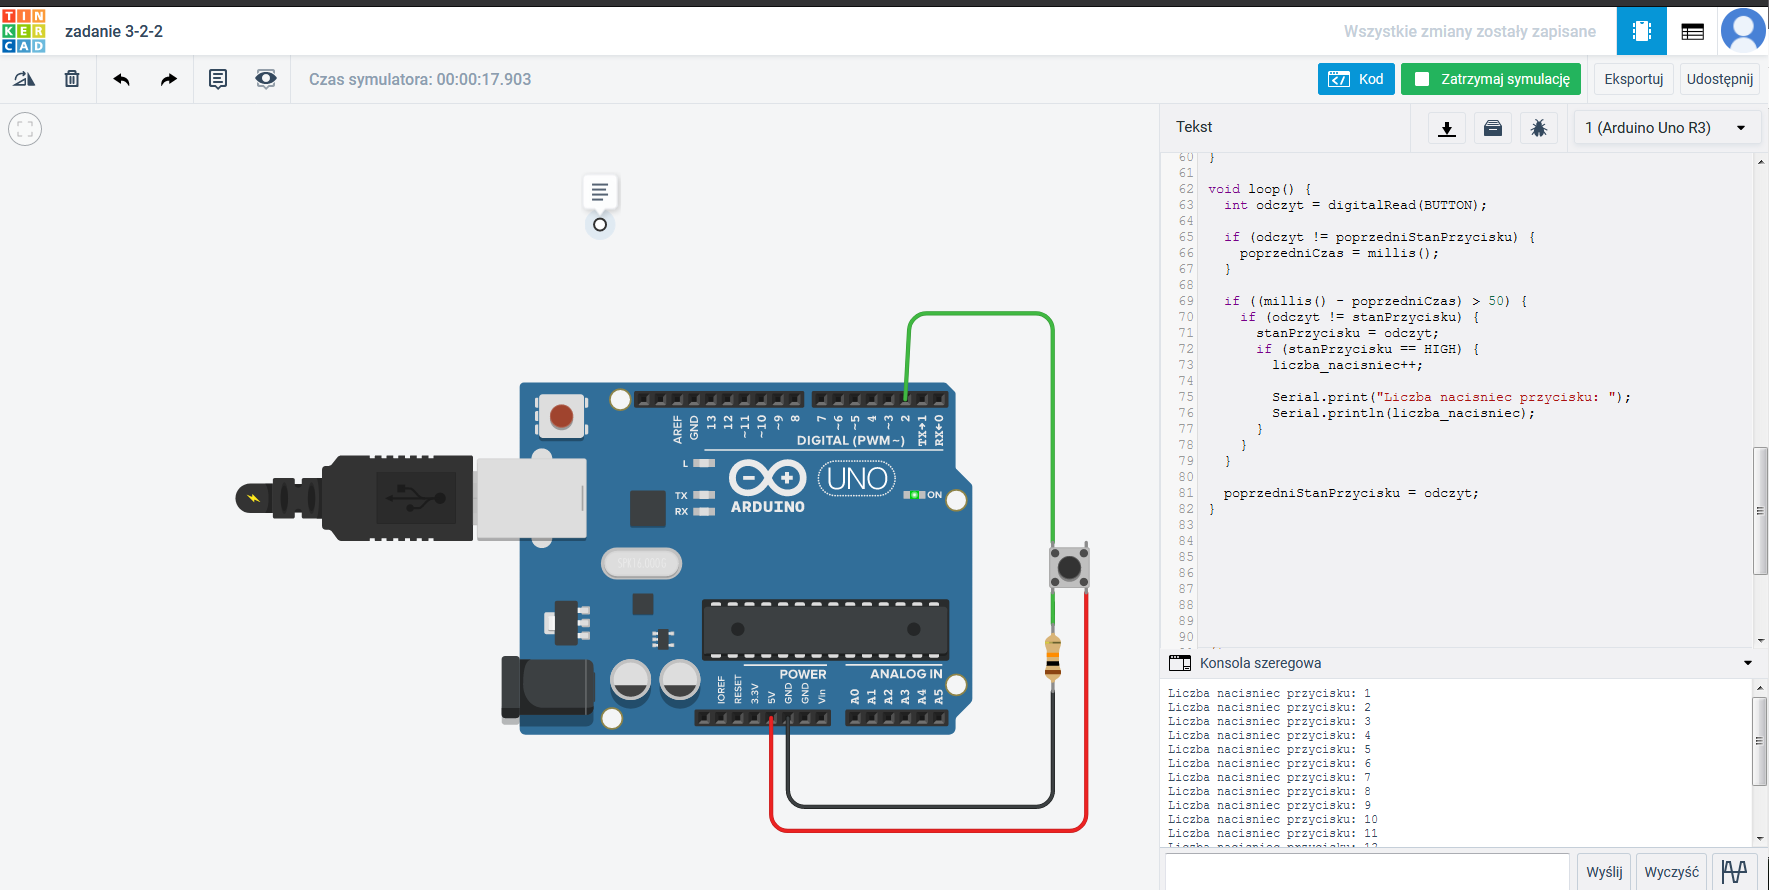 TIN
KER
CAD
zadanie 3-2-2
Wszystkie zmiany zostały zapisane
Czas symulatora: 00:00:17.903
Kod
Zatrzymaj symulację
Eksportuj
Udostępnij
Tekst
1 (Arduino Uno R3)
60 }
61
62 void loop() {
63 int odczyt = digitalRead(BUTTON);
64
65 if (odczyt != poprzedniStanPrzycisku) {
66 poprzedniCzas = millis();
67 }
68
69 if ((millis() - poprzedniCzas) > 50) {
70 if (odczyt != stanPrzycisku) {
71 stanPrzycisku = odczyt;
72 if (stanPrzycisku == HIGH) {
73 liczba_nacisniec++;
74
75 Serial.print("Liczba nacisniec przycisku: ");
76 Serial.println(liczba_nacisniec);
77 }
78 }
79 }
80
81 poprzedniStanPrzycisku = odczyt;
82 }
83
84
85
86
87
88
89
90
Konsola szeregowa
Liczba nacisniec przycisku: 1
Liczba nacisniec przycisku: 2
Liczba nacisniec przycisku: 3
Liczba nacisniec przycisku: 4
Liczba nacisniec przycisku: 5
Liczba nacisniec przycisku: 6
Liczba nacisniec przycisku: 7
Liczba nacisniec przycisku: 8
Liczba nacisniec przycisku: 9
Liczba nacisniec przycisku: 10
Liczba nacisniec przycisku: 11
Liczba nacisniec przycisku: 12
Wyślij
Wyczyść
AREF
GND
13
12
~11
~10
~9
8
7
~6
~5
4
~3
2
TX→1
RX←0
DIGITAL (PWM~)
L
TX
RX
ARDUINO
UNO
ON
POWER
ANALOG IN
IOREF
RESET
3.3V
5V
GND
GND
Vin
A0
A1
A2
A3
A4
A5